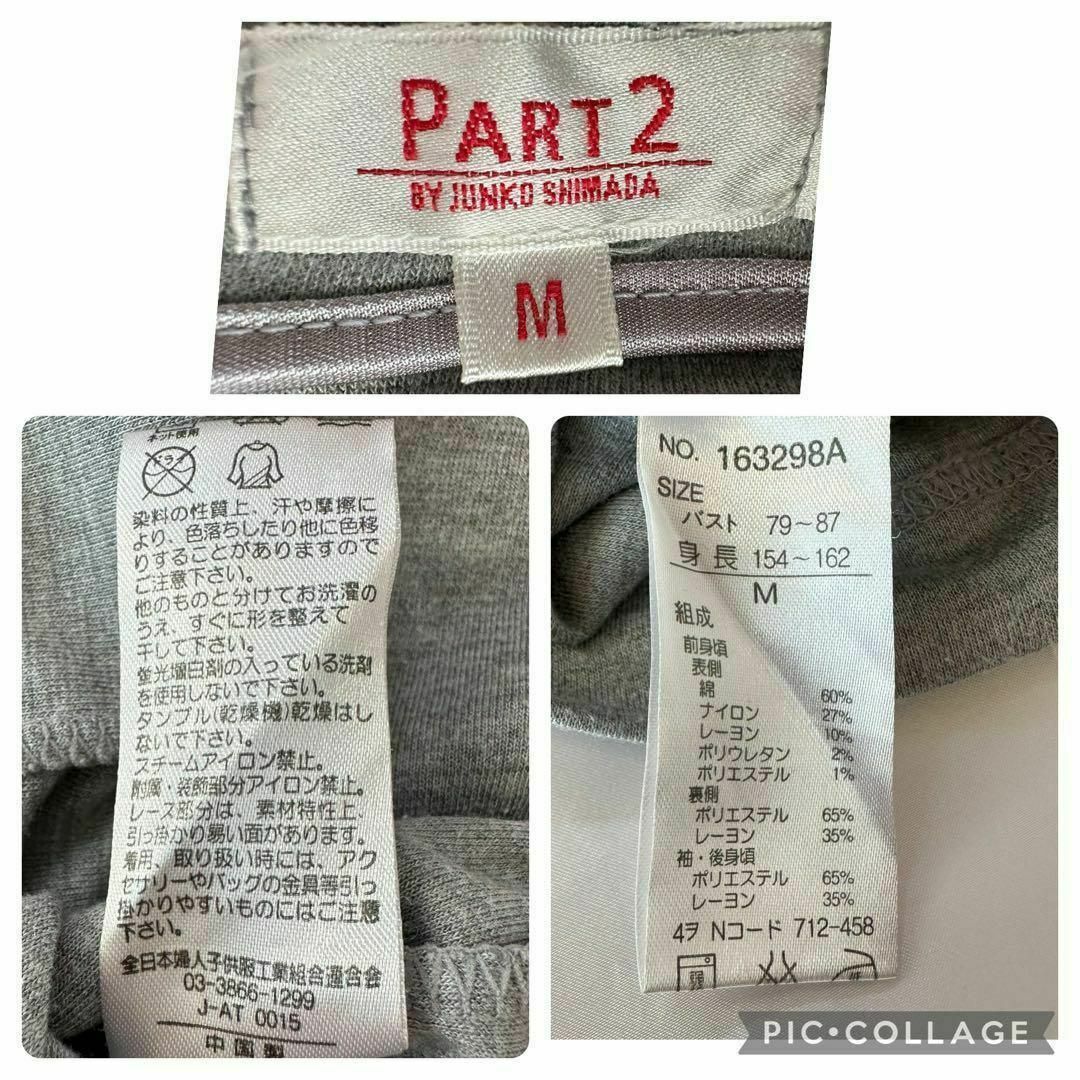 PART2
BY JUNKO SHIMADA
M
ネット使用
ドライ
染料の性質上、汗や摩擦に
より、色落ちしたり他に色移
りすることがありますので
ご注意下さい。
他のものと分けてお洗濯の
うえ、すぐに形を整えて
干して下さい。
蛍光増白剤の入っている洗剤
を使用しないで下さい。
タンブル(乾燥機)乾燥はし
ないで下さい。
スチームアイロン禁止。
附属・装飾部分アイロン禁止。
レース部分は、素材特性上、
引っ掛かり易い面があります。
着用、取り扱い時には、アク
セサリーやバッグの金具等引っ
掛かりやすいものにはご注意
下さい。
全日本婦人子供服工業組合連合会
03-3866-1299
J-AT 0015
中国製
NO. 163298A
SIZE
バスト 79~87
身長 154~162
M
組成
前身頃
表側
綿 60%
ナイロン 27%
レーヨン 10%
ポリウレタン 2%
ポリエステル 1%
裏側
ポリエステル 65%
レーヨン 35%
袖・後身頃
ポリエステル 65%
レーヨン 35%
4ヲ Nコード 712-458
PIC•COLLAGE